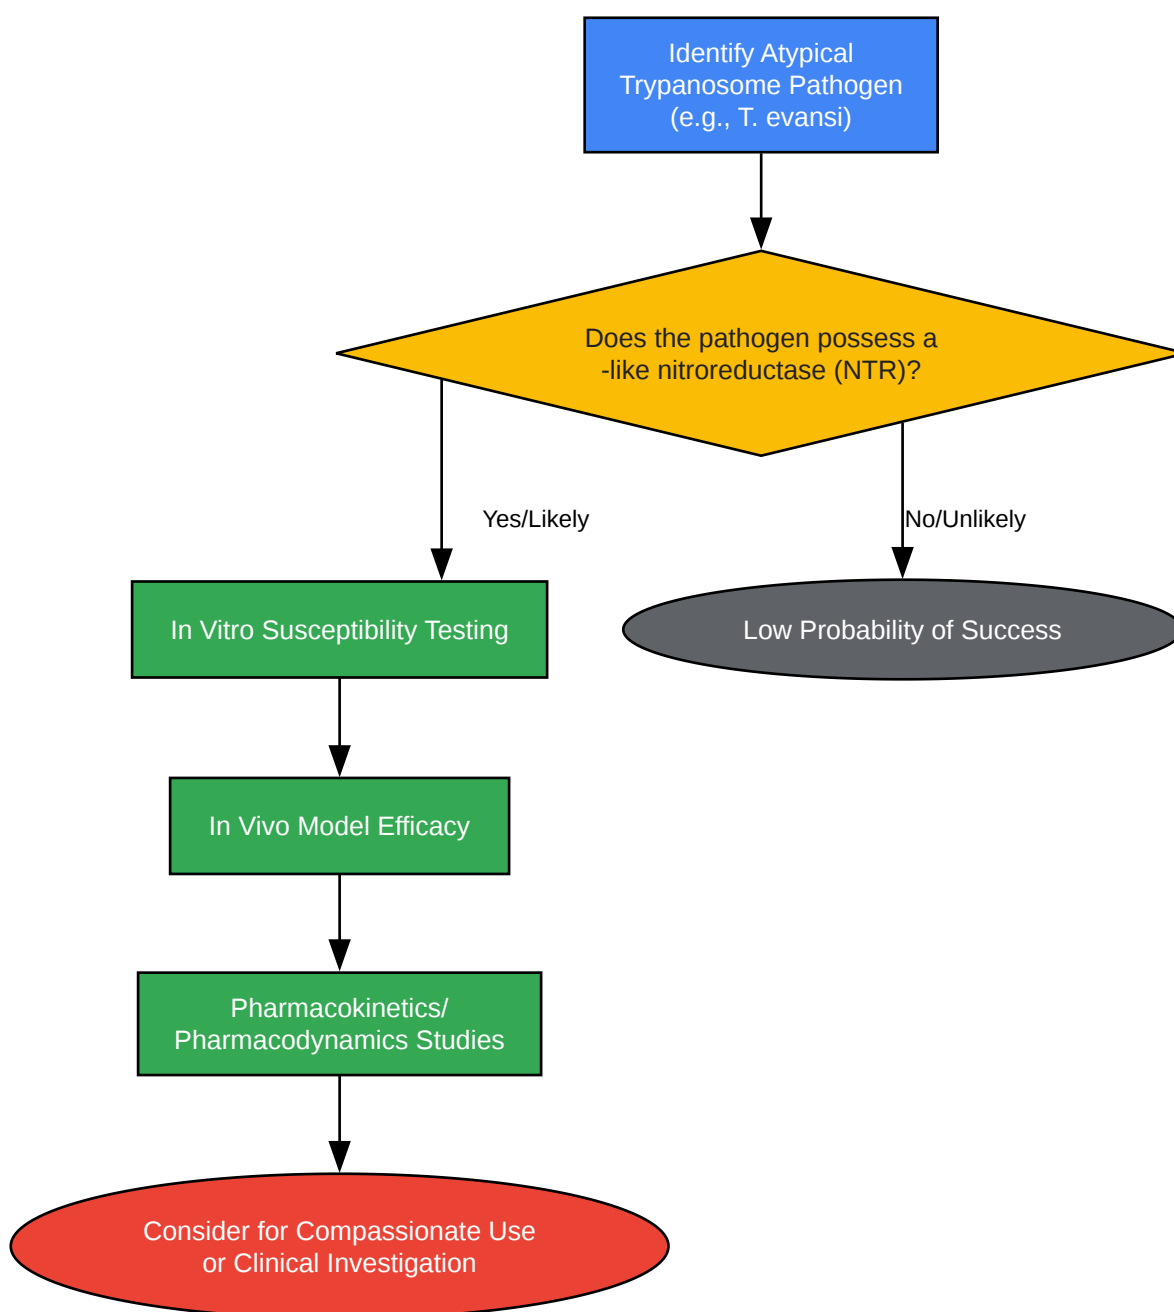 Identify Atypical
Trypanosome Pathogen
(e.g., T. evansi)
Does the pathogen possess a
-like nitroreductase (NTR)?
Yes/Likely
No/Unlikely
In Vitro Susceptibility Testing
Low Probability of Success
In Vivo Model Efficacy
Pharmacokinetics/
Pharmacodynamics Studies
Consider for Compassionate Use
or Clinical Investigation